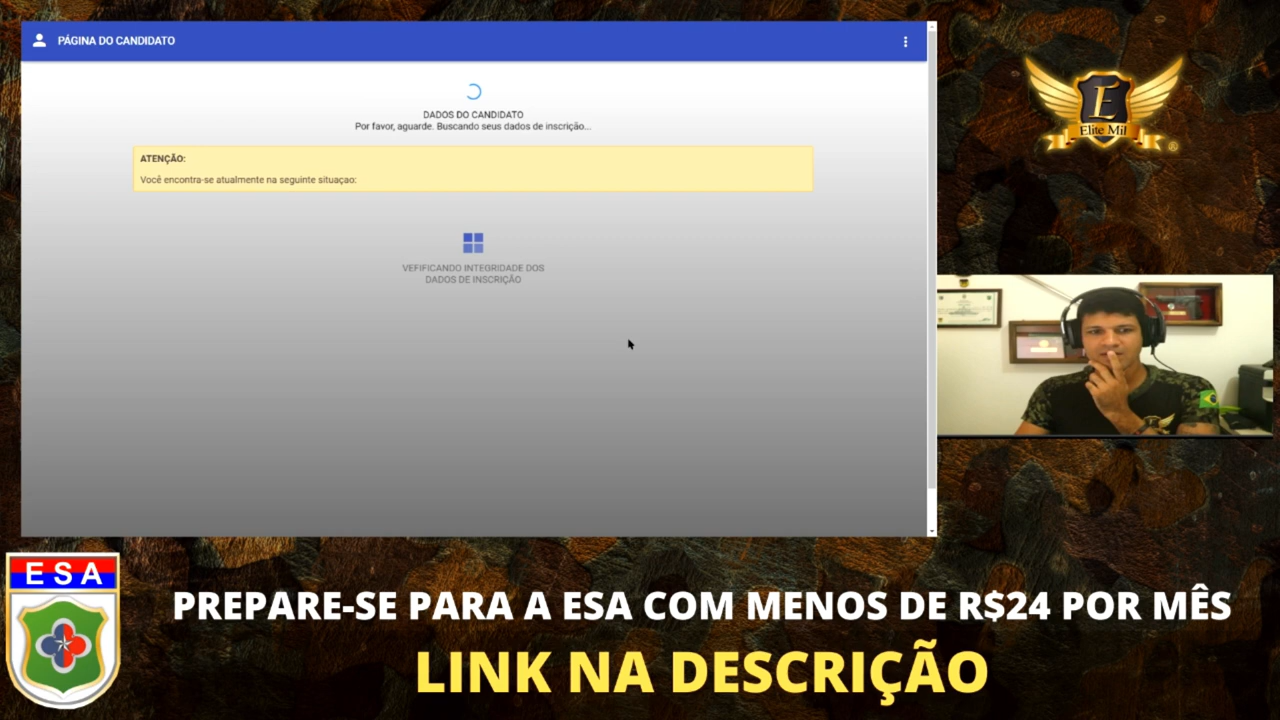 PÁGINA DO CANDIDATO
DADOS DO CANDIDATO
Por favor, aguarde. Buscando seus dados de inscrição...
ATENÇÃO:
Você encontra-se atualmente na seguinte situaçao:
VEFIFICANDO INTEGRIDADE DOS
DADOS DE INSCRIÇÃO
E
Elite Mil
®
ESA
PREPARE-SE PARA A ESA COM MENOS DE R$24 POR MÊS
LINK NA DESCRIÇÃO